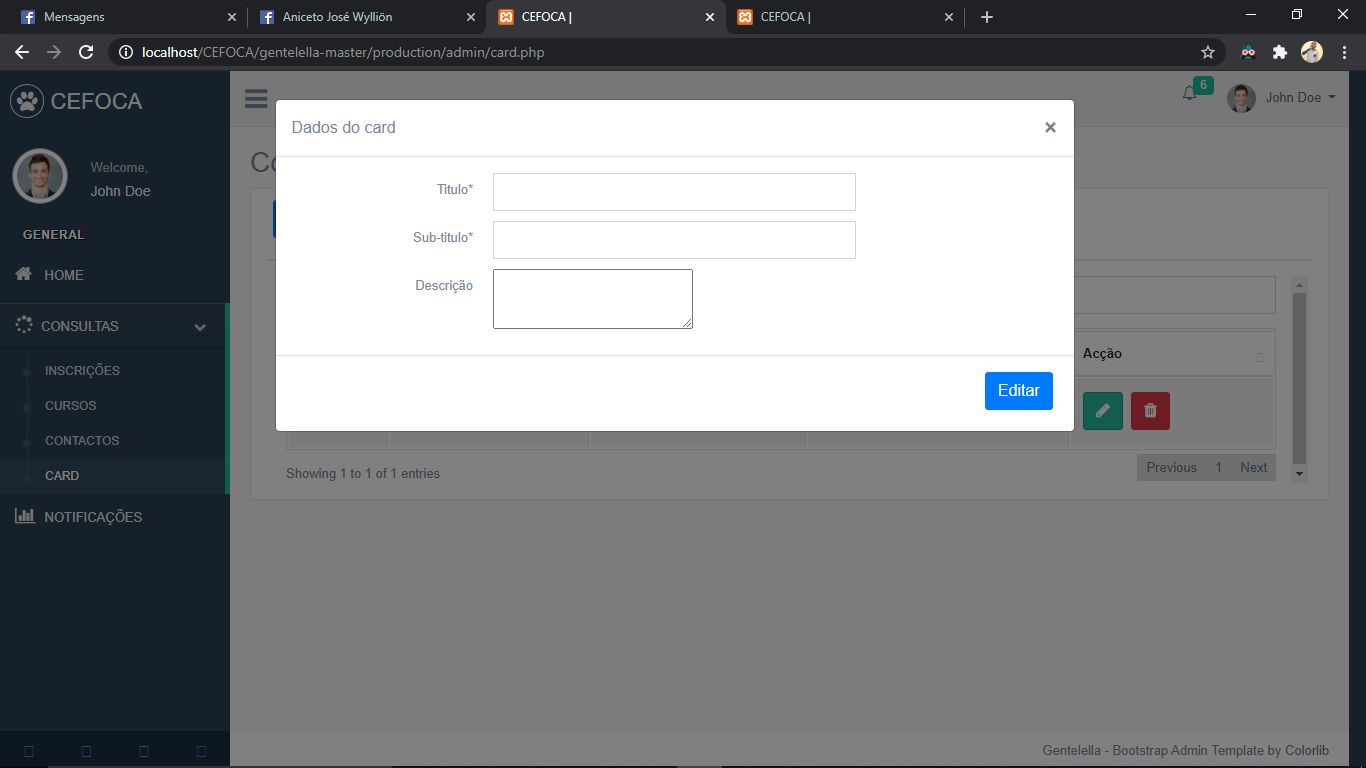 Mensagens
Aniceto José Wylliön
CEFOCA |
CEFOCA |
localhost/CEFOCA/gentelella-master/production/admin/card.php
CEFOCA
6
John Doe
Dados do card
×
Welcome,
John Doe
Titulo*
GENERAL
Sub-titulo*
HOME
Descrição
CONSULTAS
Acção
INSCRIÇÕES
Editar
CURSOS
CONTACTOS
CARD
Showing 1 to 1 of 1 entries
Previous 1 Next
NOTIFICAÇÕES
Gentelella - Bootstrap Admin Template by Colorlib